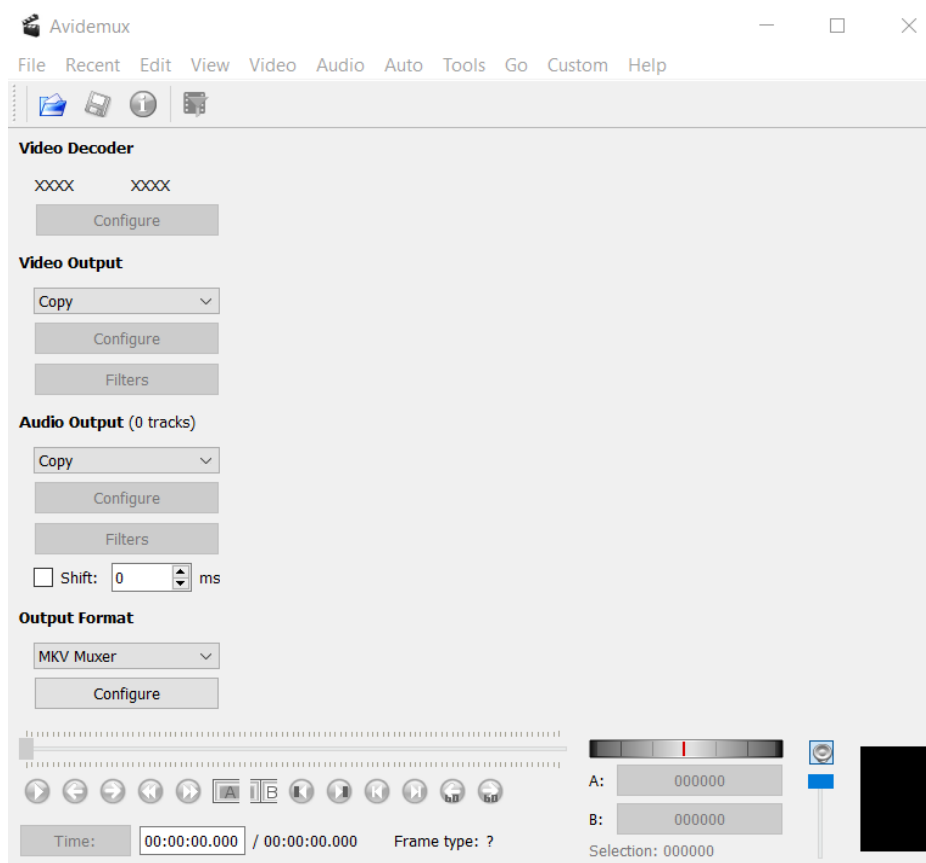 Avidemux
File Recent Edit View Video Audio Auto Tools Go Custom Help
Video Decoder
XXXX XXXX
Configure
Video Output
Copy
Configure
Filters
Audio Output (0 tracks)
Copy
Configure
Filters
Shift: 0 ms
Output Format
MKV Muxer
Configure
A B 60 60
A: 000000
B: 000000
Time: 00:00:00.000 / 00:00:00.000 Frame type: ?
Selection: 000000